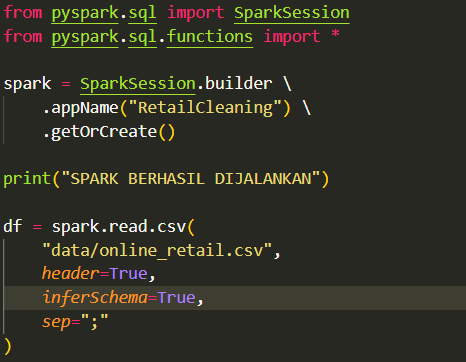 from pyspark.sql import SparkSession
from pyspark.sql.functions import *
spark = SparkSession.builder \
.appName("RetailCleaning") \
.getOrCreate()
print("SPARK BERHASIL DIJALANKAN")
df = spark.read.csv(
"data/online_retail.csv",
header=True,
inferSchema=True,
sep=";"
)